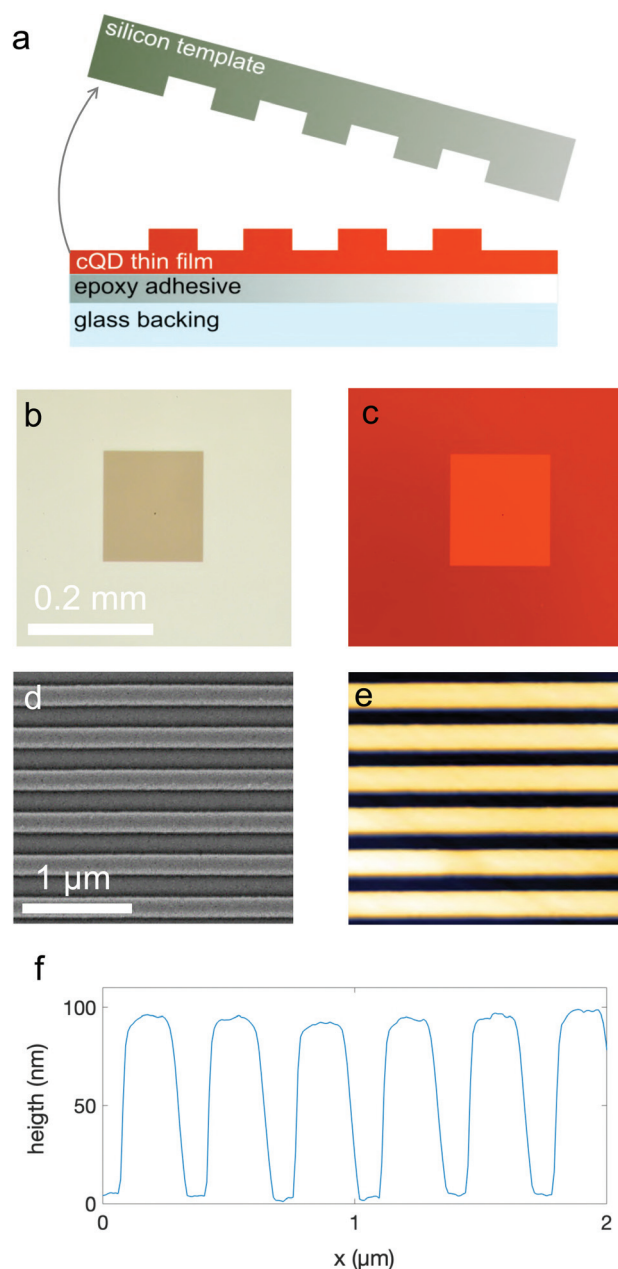 a
silicon template
cQD thin film
epoxy adhesive
glass backing
b
c
0.2 mm
d
e
1 μm
f
100
50
0
heigth (nm)
0
1
2
x (μm)